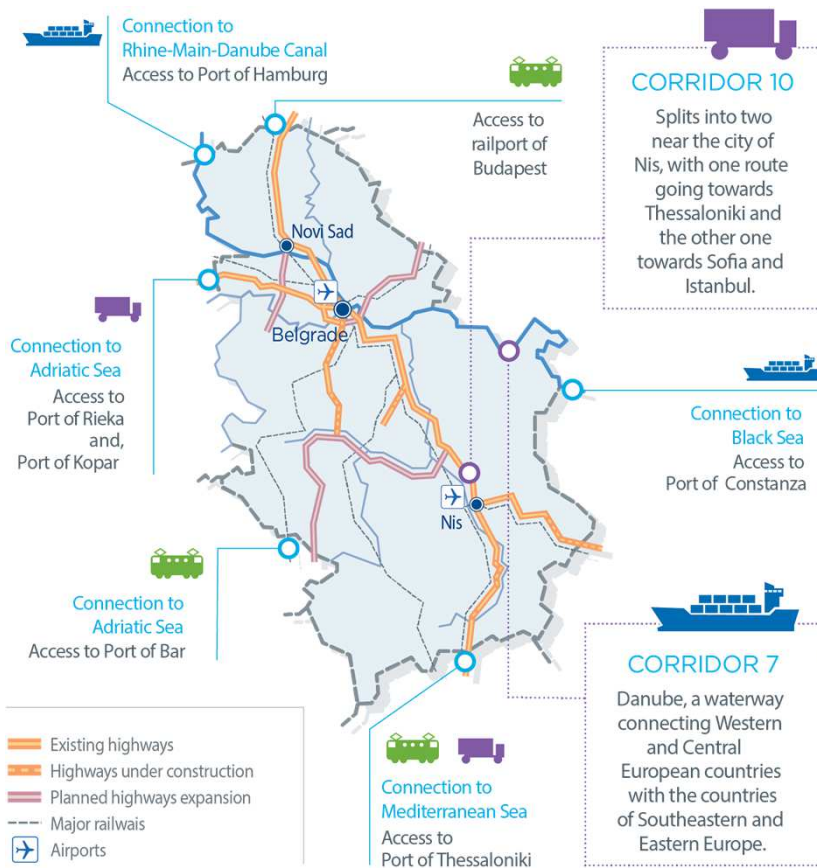 Connection to
Rhine-Main-Danube Canal
Access to Port of Hamburg
Access to
railport of
Budapest
CORRIDOR 10
Splits into two
near the city of
Nis, with one route
going towards
Thessaloniki and
the other one
towards Sofia and
Istanbul.
Novi Sad
Belgrade
Nis
Connection to
Adriatic Sea
Access to
Port of Rieka
and,
Port of Kopar
Connection to
Black Sea
Access to
Port of Constanza
Connection to
Adriatic Sea
Access to Port of Bar
CORRIDOR 7
Danube, a waterway
connecting Western
and Central
European countries
with the countries
of Southeastern and
Eastern Europe.
Connection to
Mediterranean Sea
Access to
Port of Thessaloniki
Existing highways
Highways under construction
Planned highways expansion
Major railwais
Airports